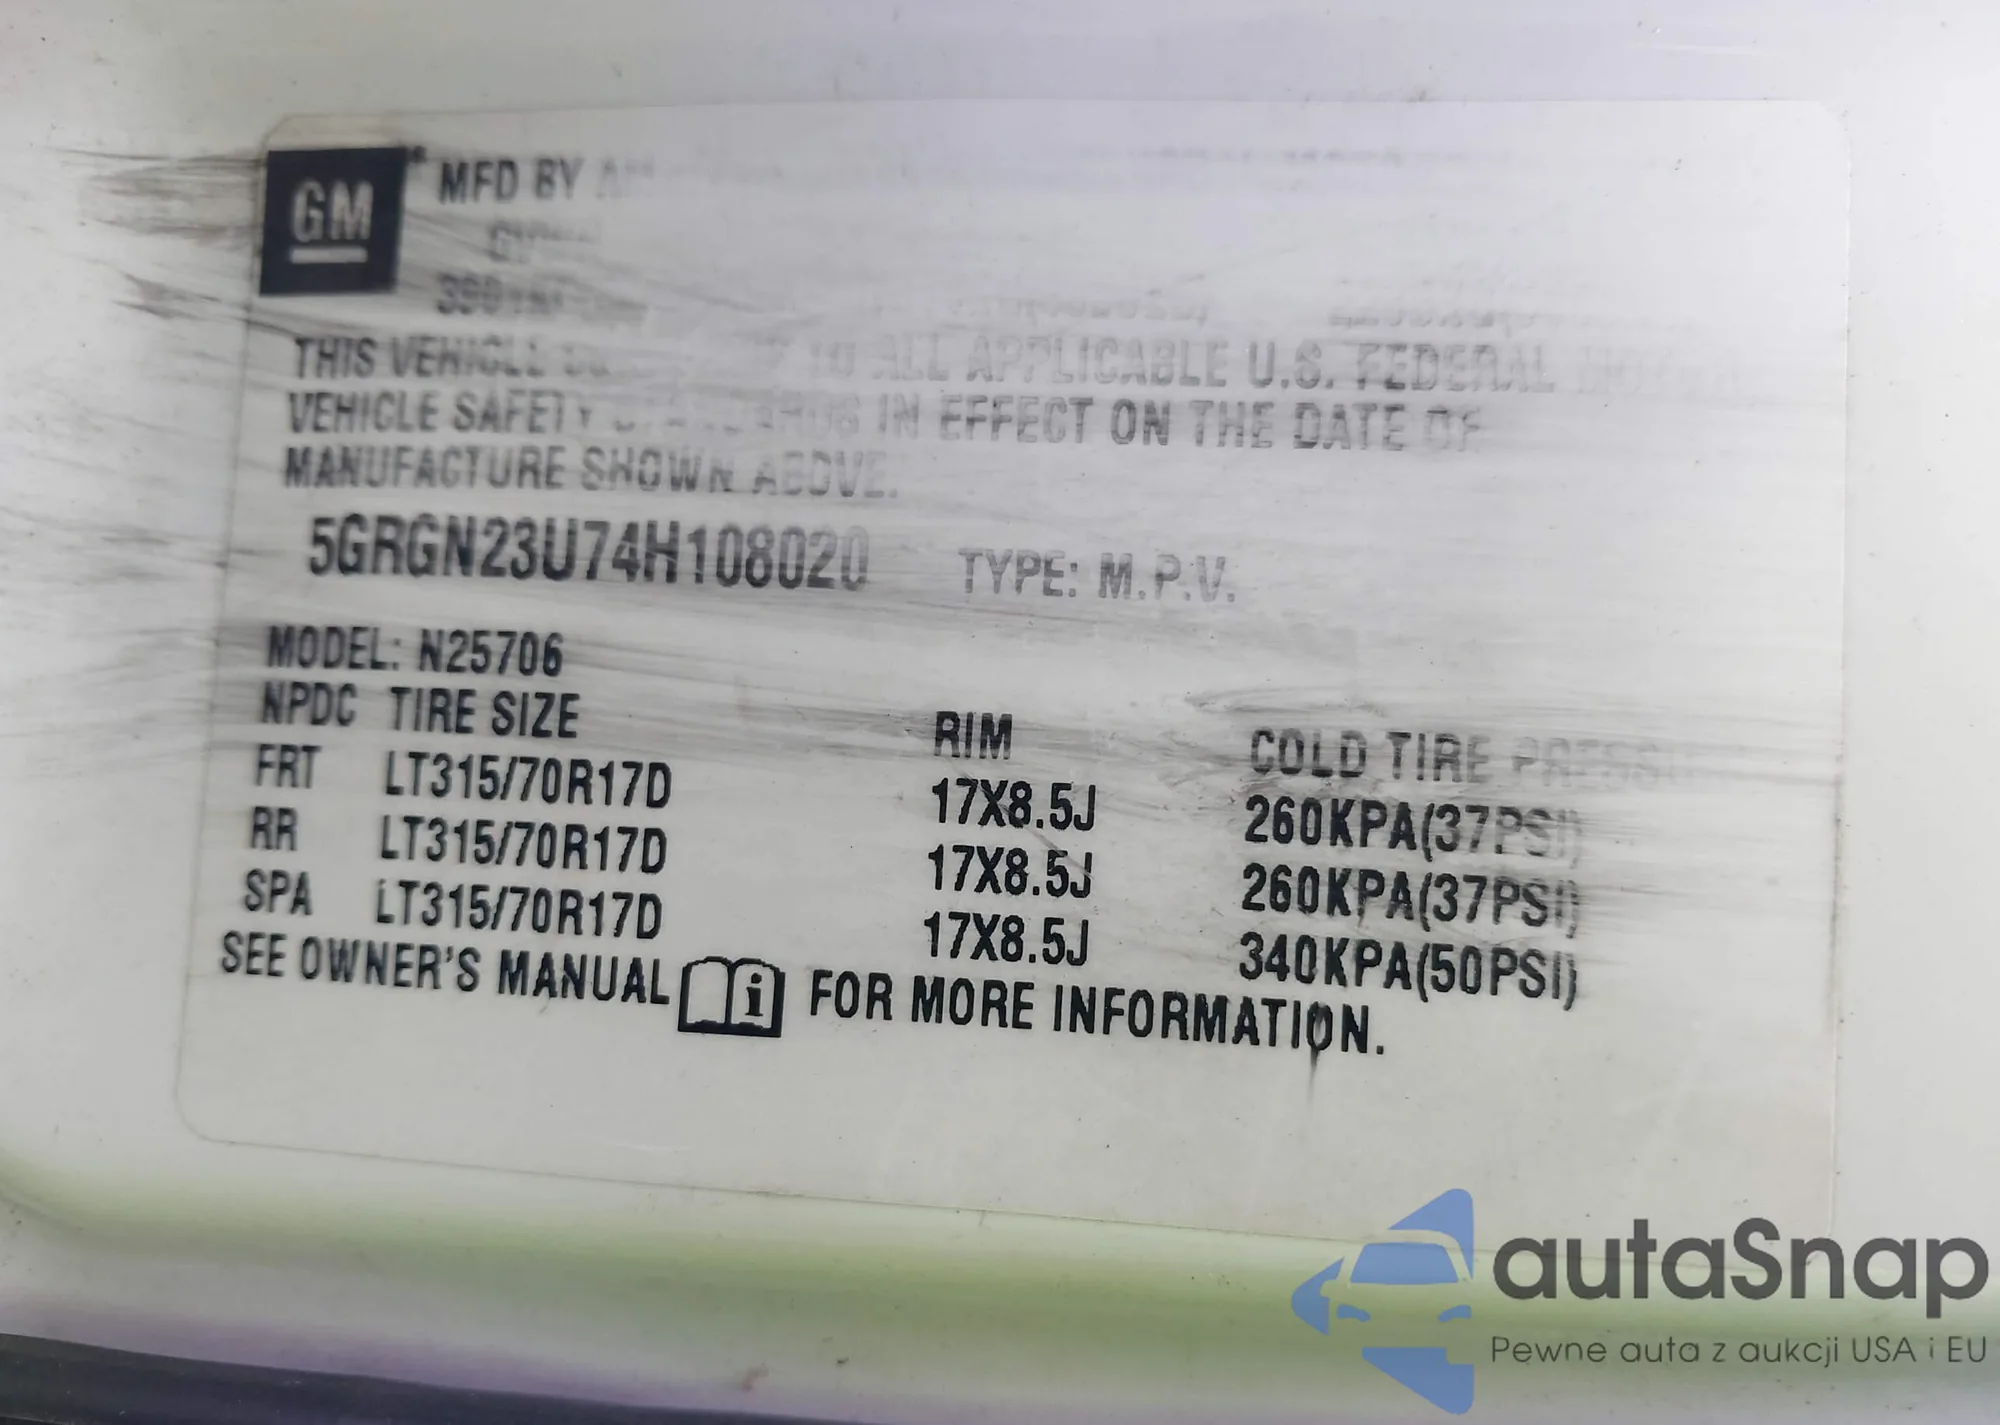 GM
MFD BY
THIS VEHICLE TO ALL APPLICABLE U.S. FEDERAL
VEHICLE SAFETY STANDARDS IN EFFECT ON THE DATE OF
MANUFACTURE SHOWN ABOVE.
5GRGN23U74H108020 TYPE: M.P.V.
MODEL: N25706
NPDC TIRE SIZE RIM COLD TIRE PRESSURE
FRT LT315/70R17D 17X8.5J 260KPA(37PSI)
RR LT315/70R17D 17X8.5J 260KPA(37PSI)
SPA LT315/70R17D 17X8.5J 340KPA(50PSI)
SEE OWNER'S MANUAL i FOR MORE INFORMATION.
autaSnap
Pewne auta z aukcji USA i EU